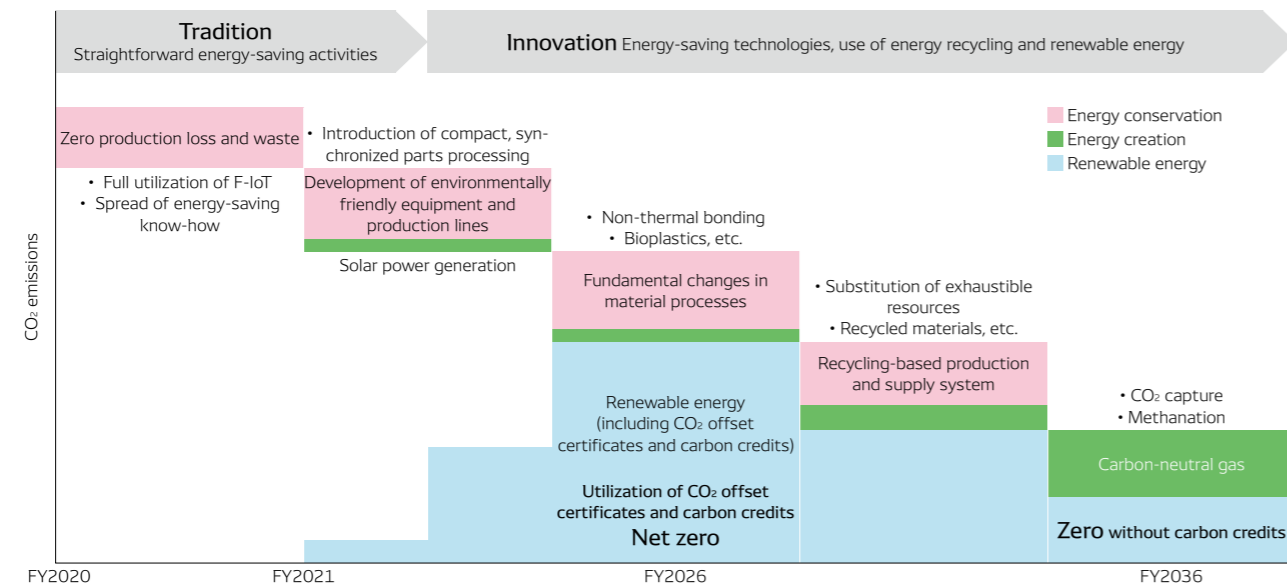 Tradition
Straightforward energy-saving activities
Innovation Energy-saving technologies, use of energy recycling and renewable energy
Energy conservation
Energy creation
Renewable energy
CO₂ emissions
Zero production loss and waste
• Full utilization of F-IoT
• Spread of energy-saving
know-how
• Introduction of compact, syn-
chronized parts processing
Development of environmentally
friendly equipment and
production lines
Solar power generation
• Non-thermal bonding
• Bioplastics, etc.
Fundamental changes in
material processes
Renewable energy
(including CO₂ offset
certificates and carbon credits)
Utilization of CO₂ offset
certificates and carbon credits
Net zero
• Substitution of exhaustible
resources
• Recycled materials, etc.
Recycling-based production
and supply system
• CO₂ capture
• Methanation
Carbon-neutral gas
Zero without carbon credits
FY2020
FY2021
FY2026
FY2036